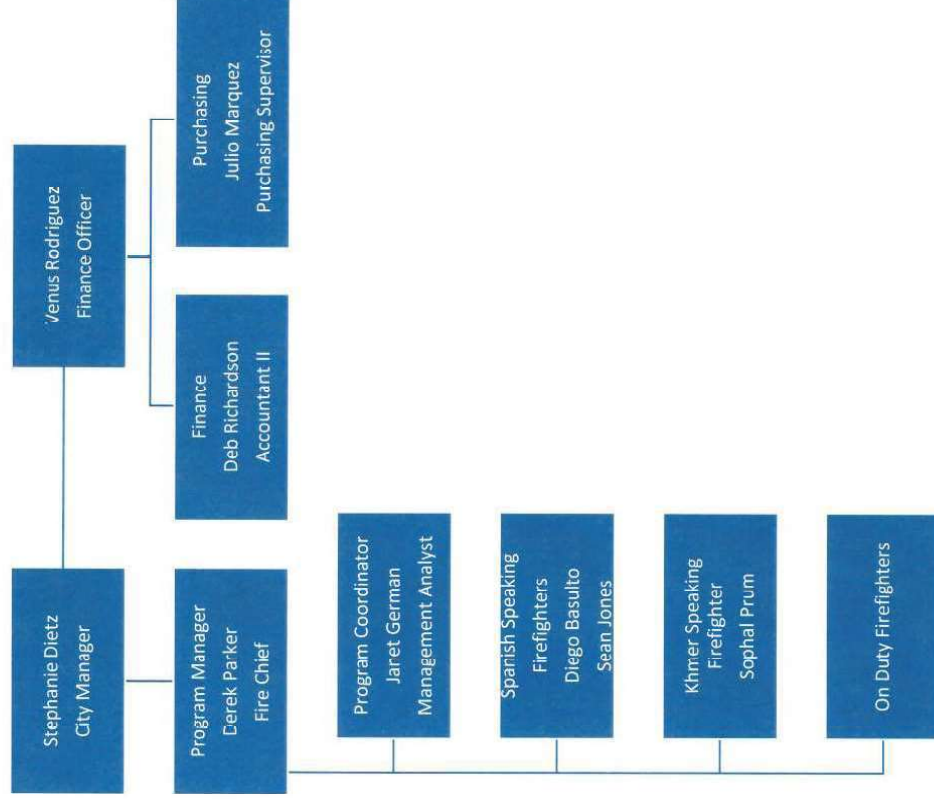 Stephanie Dietz
City Manager
Venus Rodriguez
Finance Officer
Program Manager
Derek Parker
Fire Chief
Finance
Deb Richardson
Accountant II
Purchasing
Julio Marquez
Purchasing Supervisor
Program Coordinator
Jaret German
Management Analyst
Spanish Speaking
Firefighters
Diego Basulto
Sean Jones
Khmer Speaking
Firefighter
Sophal Prum
On Duty Firefighters